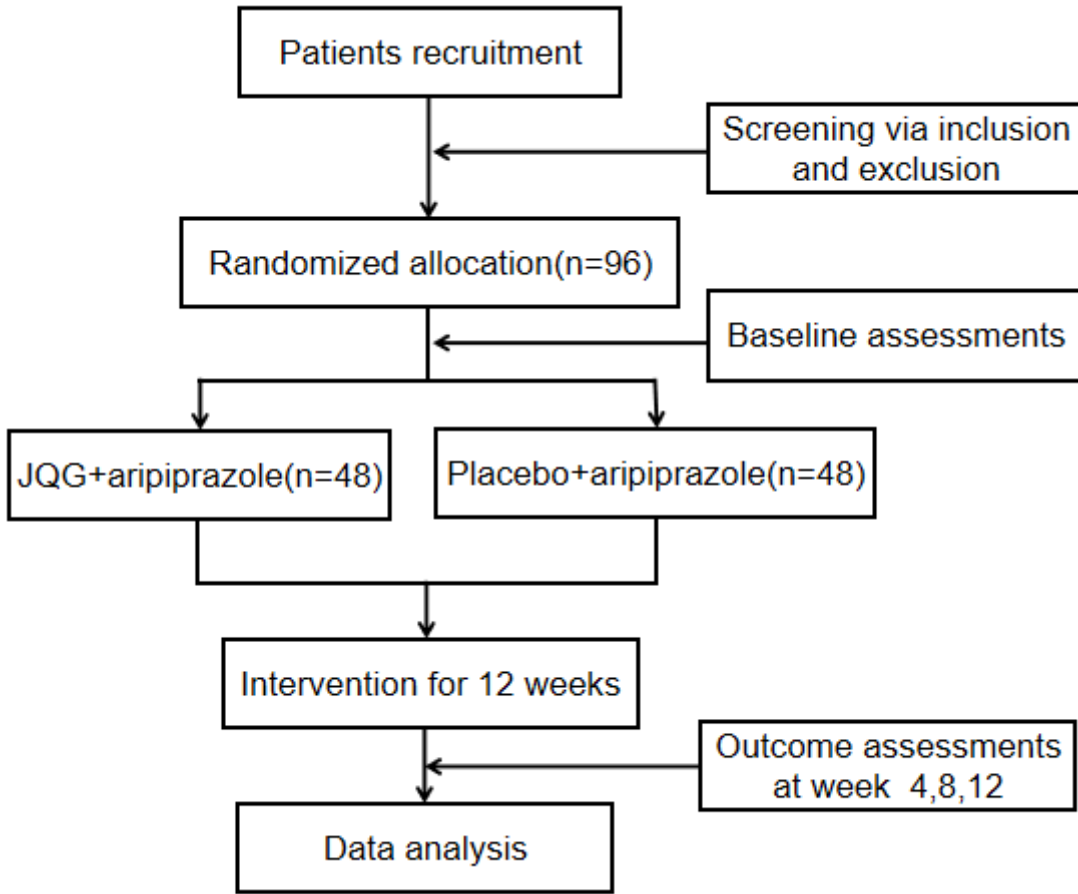 Patients recruitment
Screening via inclusion
and exclusion
Randomized allocation(n=96)
Baseline assessments
JQG+aripiprazole(n=48)
Placebo+aripiprazole(n=48)
Intervention for 12 weeks
Outcome assessments
at week  4,8,12
Data analysis